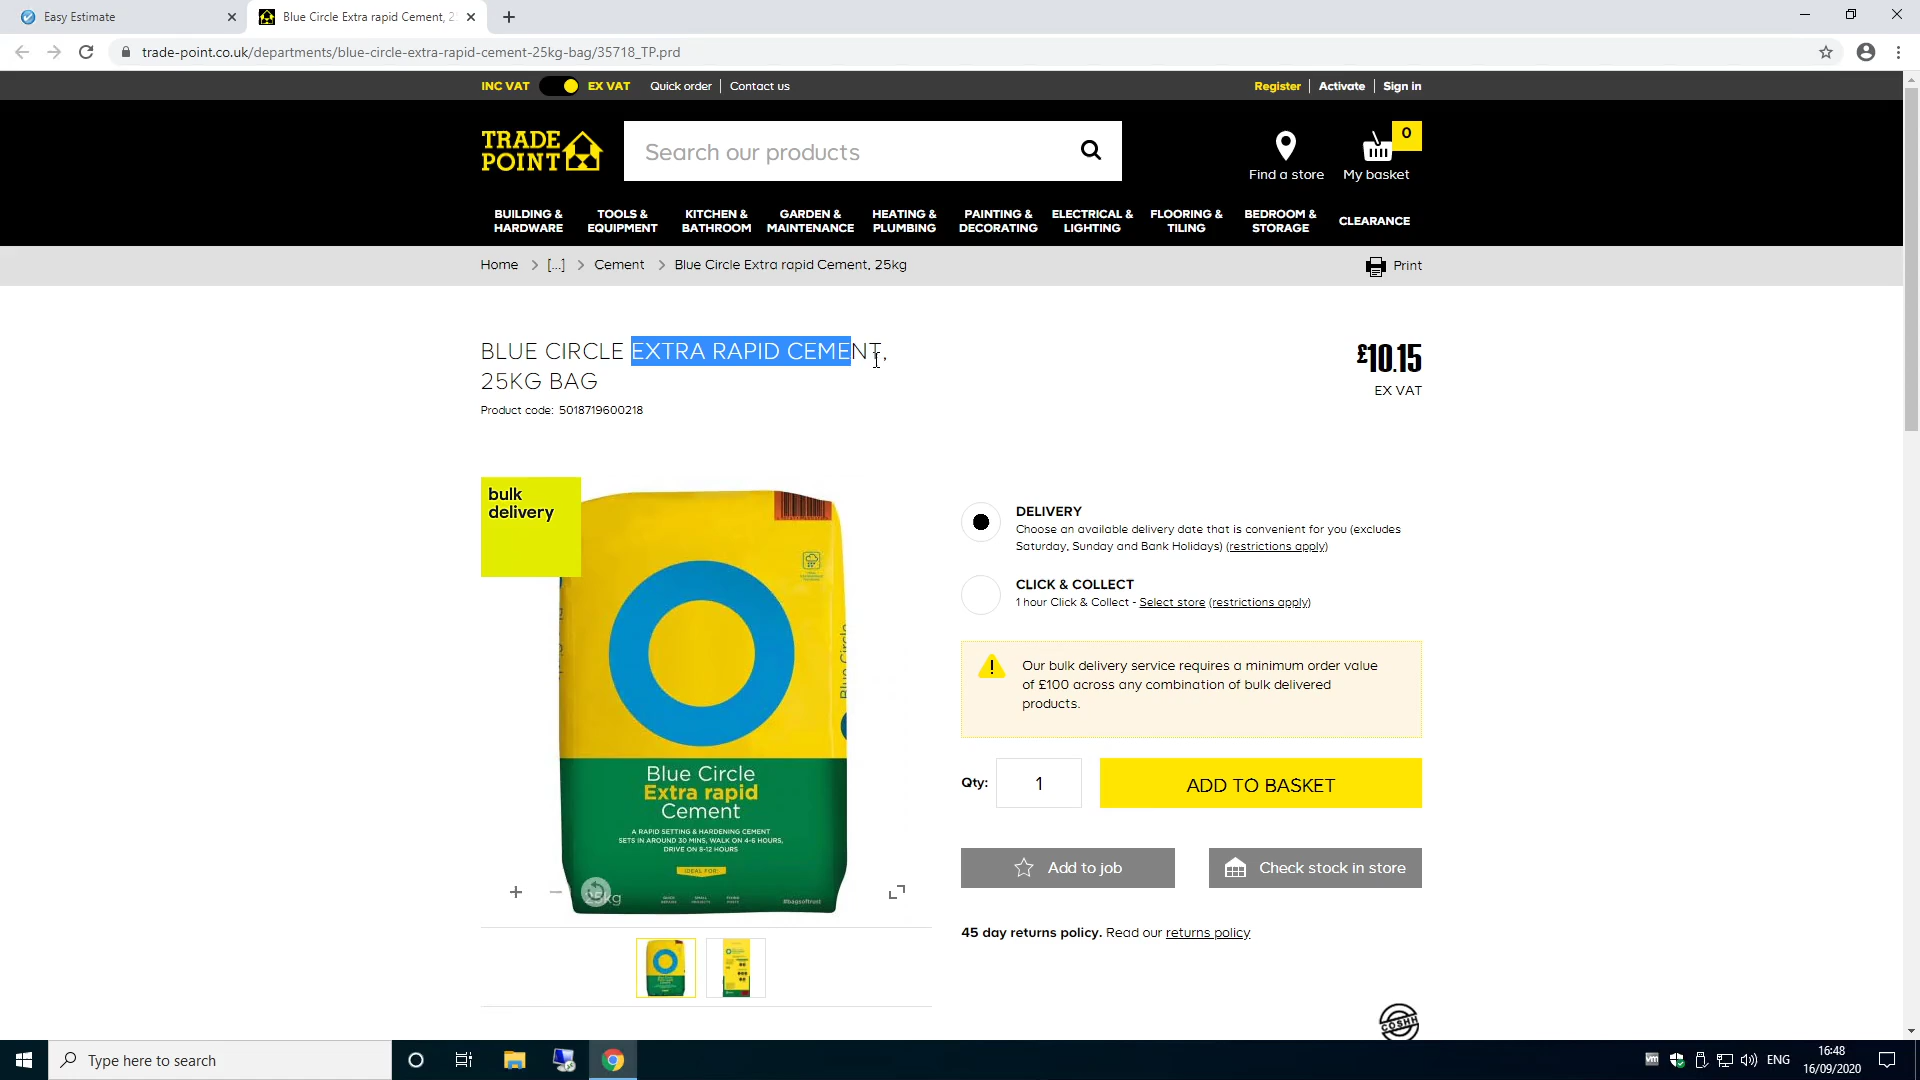 Easy Estimate
Blue Circle Extra rapid Cement, 2
trade-point.co.uk/departments/blue-circle-extra-rapid-cement-25kg-bag/35718_TP.prd
INC VAT EX VAT Quick order Contact us
Register Activate Sign in
TRADE
POINT
Search our products
0
Find a store My basket
BUILDING &
HARDWARE
TOOLS &
EQUIPMENT
KITCHEN &
BATHROOM
GARDEN &
MAINTENANCE
HEATING &
PLUMBING
PAINTING &
DECORATING
ELECTRICAL &
LIGHTING
FLOORING &
TILING
BEDROOM &
STORAGE
CLEARANCE
Home > [...] > Cement > Blue Circle Extra rapid Cement, 25kg
Print
BLUE CIRCLE EXTRA RAPID CEMENT,
25KG BAG
Product code: 5018719600218
£10.15
EX VAT
bulk
delivery
Blue Circle
Blue Circle
Extra rapid
Cement
A RAPID SETTING & HARDENING CEMENT
SETS IN AROUND 30 MINS, WALK ON 4-6 HOURS,
DRIVE ON 8-12 HOURS
IDEAL FOR:
25kg
#bagsoftrust
DELIVERY
Choose an available delivery date that is convenient for you (excludes
Saturday, Sunday and Bank Holidays) (restrictions apply)
CLICK & COLLECT
1 hour Click & Collect - Select store (restrictions apply)
Our bulk delivery service requires a minimum order value
of £100 across any combination of bulk delivered
products.
Qty: 1 ADD TO BASKET
Add to job
Check stock in store
45 day returns policy. Read our returns policy
COSHH
Type here to search
vm
ENG
16:48
16/09/2020